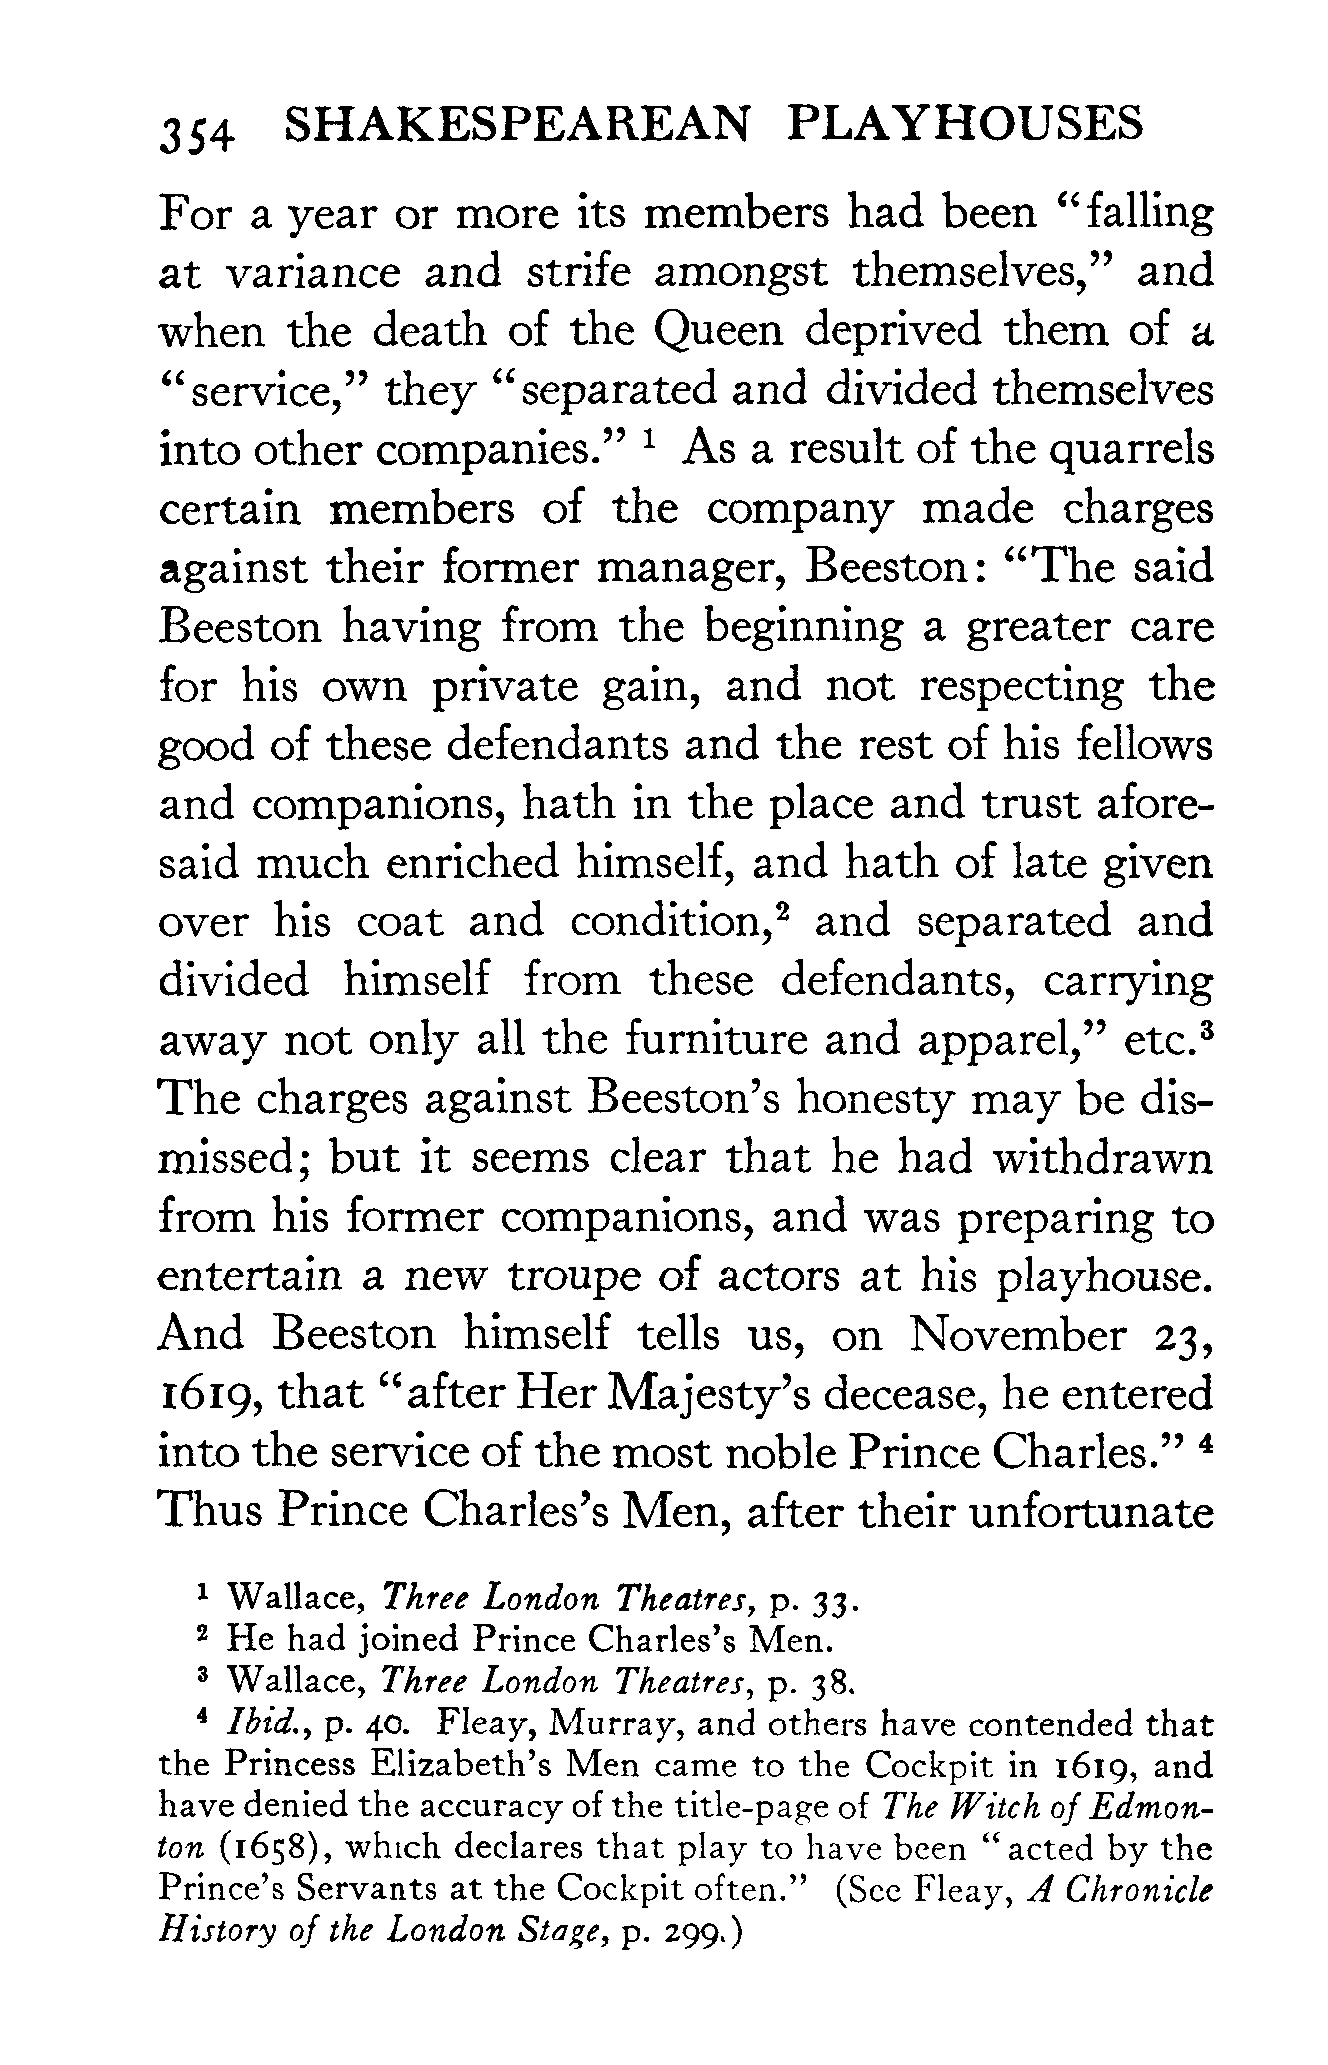 354 SHAKESPEAREAN PLAYHOUSES
For a year or more its members had been “falling
at variance and strife amongst themselves,” and
when the death of the Queen deprived them of a
“service,” they “separated and divided themselves
into other companies.” ¹ As a result of the quarrels
certain members of the company made charges
against their former manager, Beeston: “The said
Beeston having from the beginning a greater care
for his own private gain, and not respecting the
good of these defendants and the rest of his fellows
and companions, hath in the place and trust afore-
said much enriched himself, and hath of late given
over his coat and condition,² and separated and
divided himself from these defendants, carrying
away not only all the furniture and apparel,” etc.³
The charges against Beeston’s honesty may be dis-
missed; but it seems clear that he had withdrawn
from his former companions, and was preparing to
entertain a new troupe of actors at his playhouse.
And Beeston himself tells us, on November 23,
1619, that “after Her Majesty’s decease, he entered
into the service of the most noble Prince Charles.” ⁴
Thus Prince Charles’s Men, after their unfortunate
¹ Wallace, Three London Theatres, p. 33.
² He had joined Prince Charles’s Men.
³ Wallace, Three London Theatres, p. 38.
⁴ Ibid., p. 40. Fleay, Murray, and others have contended that
the Princess Elizabeth’s Men came to the Cockpit in 1619, and
have denied the accuracy of the title-page of The Witch of Edmon-
ton (1658), which declares that play to have been “acted by the
Prince’s Servants at the Cockpit often.” (See Fleay, A Chronicle
History of the London Stage, p. 299.)